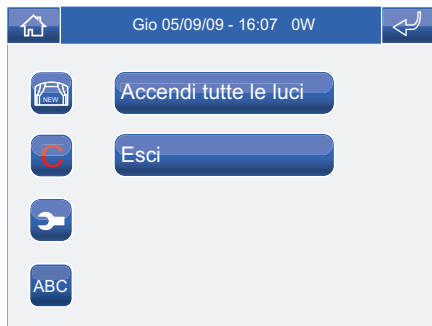 Gio 05/09/09 - 16:07 0W
NEW
Accendi tutte le luci
C
Esci
ABC